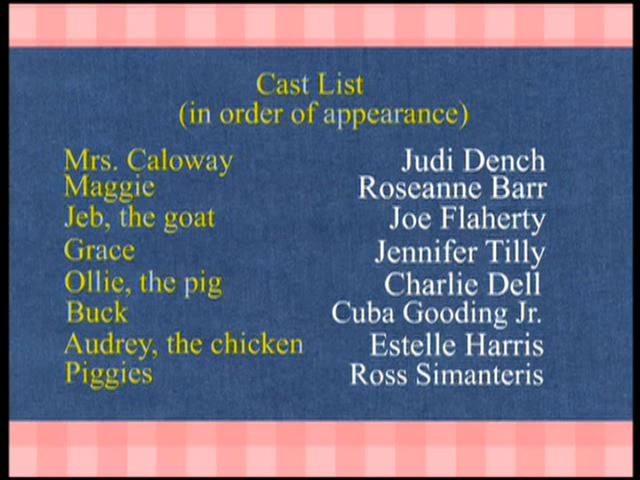 Cast List
(in order of appearance)
Mrs. Caloway Judi Dench
Maggie Roseanne Barr
Jeb, the goat Joe Flaherty
Grace Jennifer Tilly
Ollie, the pig Charlie Dell
Buck Cuba Gooding Jr.
Audrey, the chicken Estelle Harris
Piggies Ross Simanteris